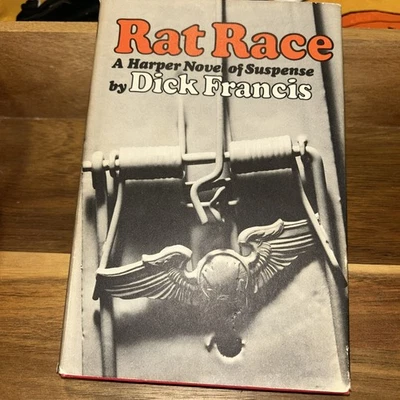 Rat Race
A Harper Novel of Suspense
by Dick Francis